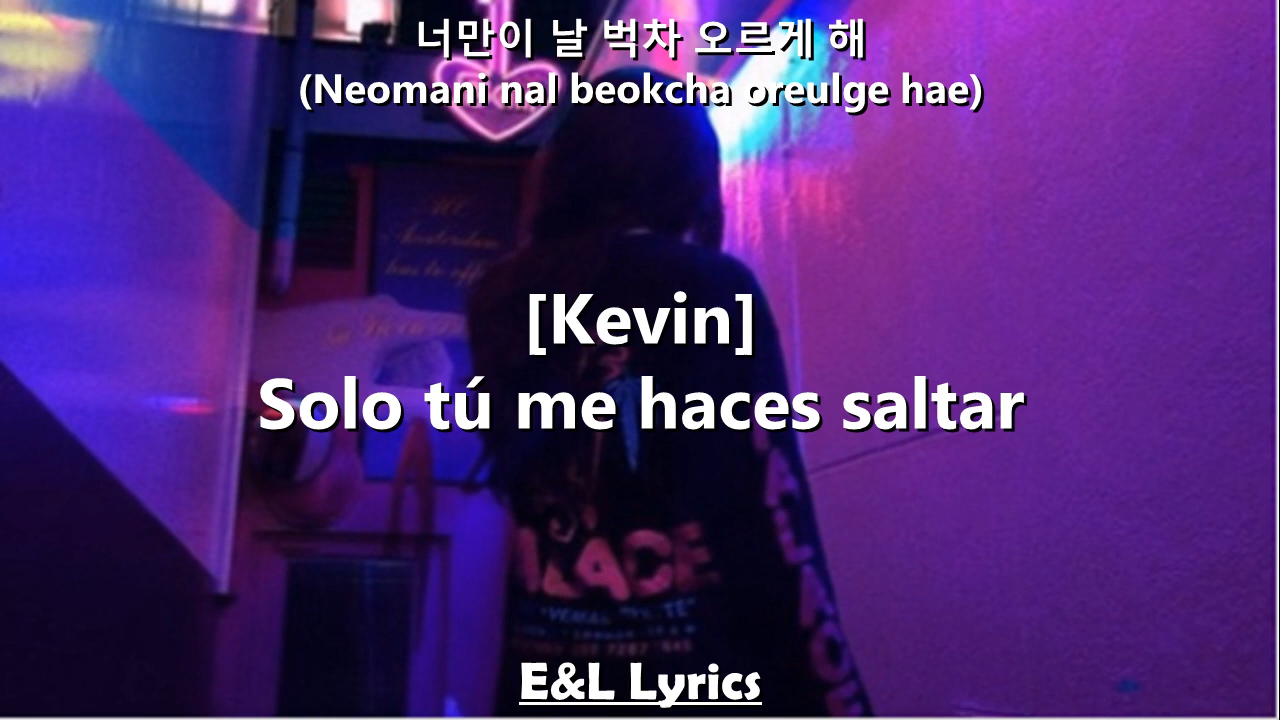 너만이 날 벅차 오르게 해
(Neomani nal beokcha oreulge hae)
[Kevin]
Solo tú me haces saltar
E&L Lyrics